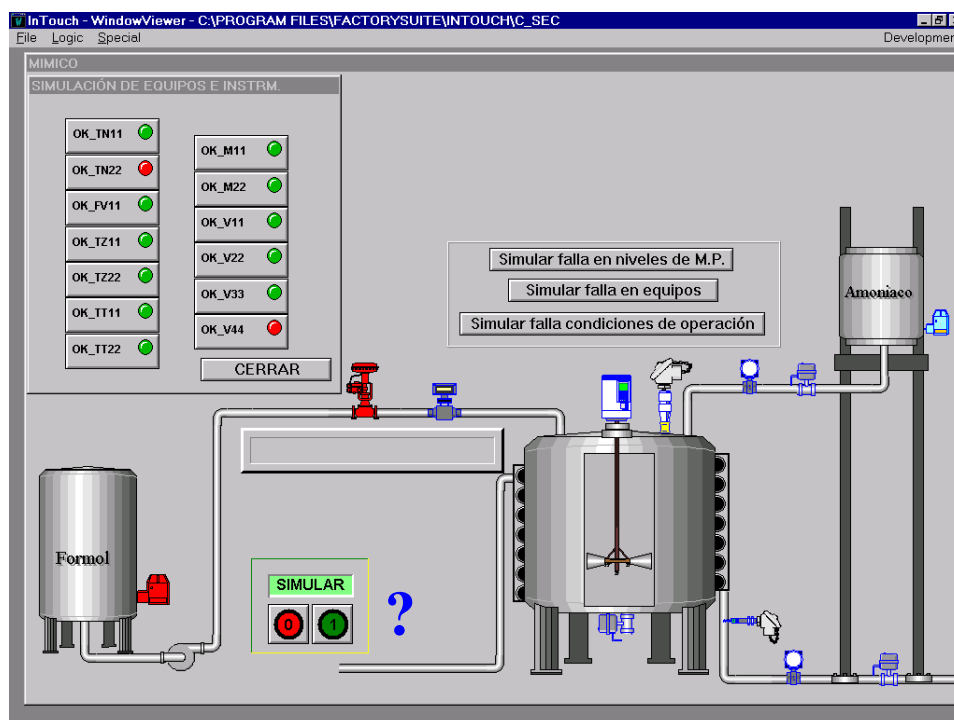 InTouch - WindowViewer - C:\PROGRAM FILES\FACTORYSUITE\INTOUCH\C_SEC
File Logic Special Developmen
MIMICO
SIMULACIÓN DE EQUIPOS E INSTRM.
OK_TN11
OK_TN22
OK_FV11
OK_TZ11
OK_TZ22
OK_TT11
OK_TT22
OK_M11
OK_M22
OK_V11
OK_V22
OK_V33
OK_V44
CERRAR
Simular falla en niveles de M.P.
Simular falla en equipos
Simular falla condiciones de operación
Amoniaco
Formol
SIMULAR
0 1
?